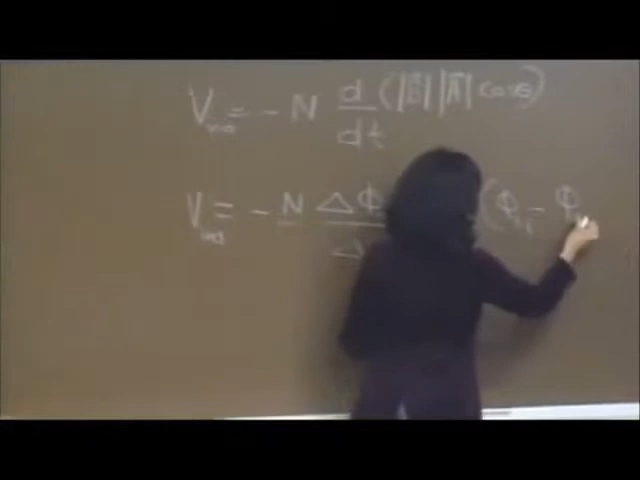 V_ind = - N d/dt (|B| |A| cos θ)
V_ind = - N ΔΦ / Δ (Φ_f - Φ